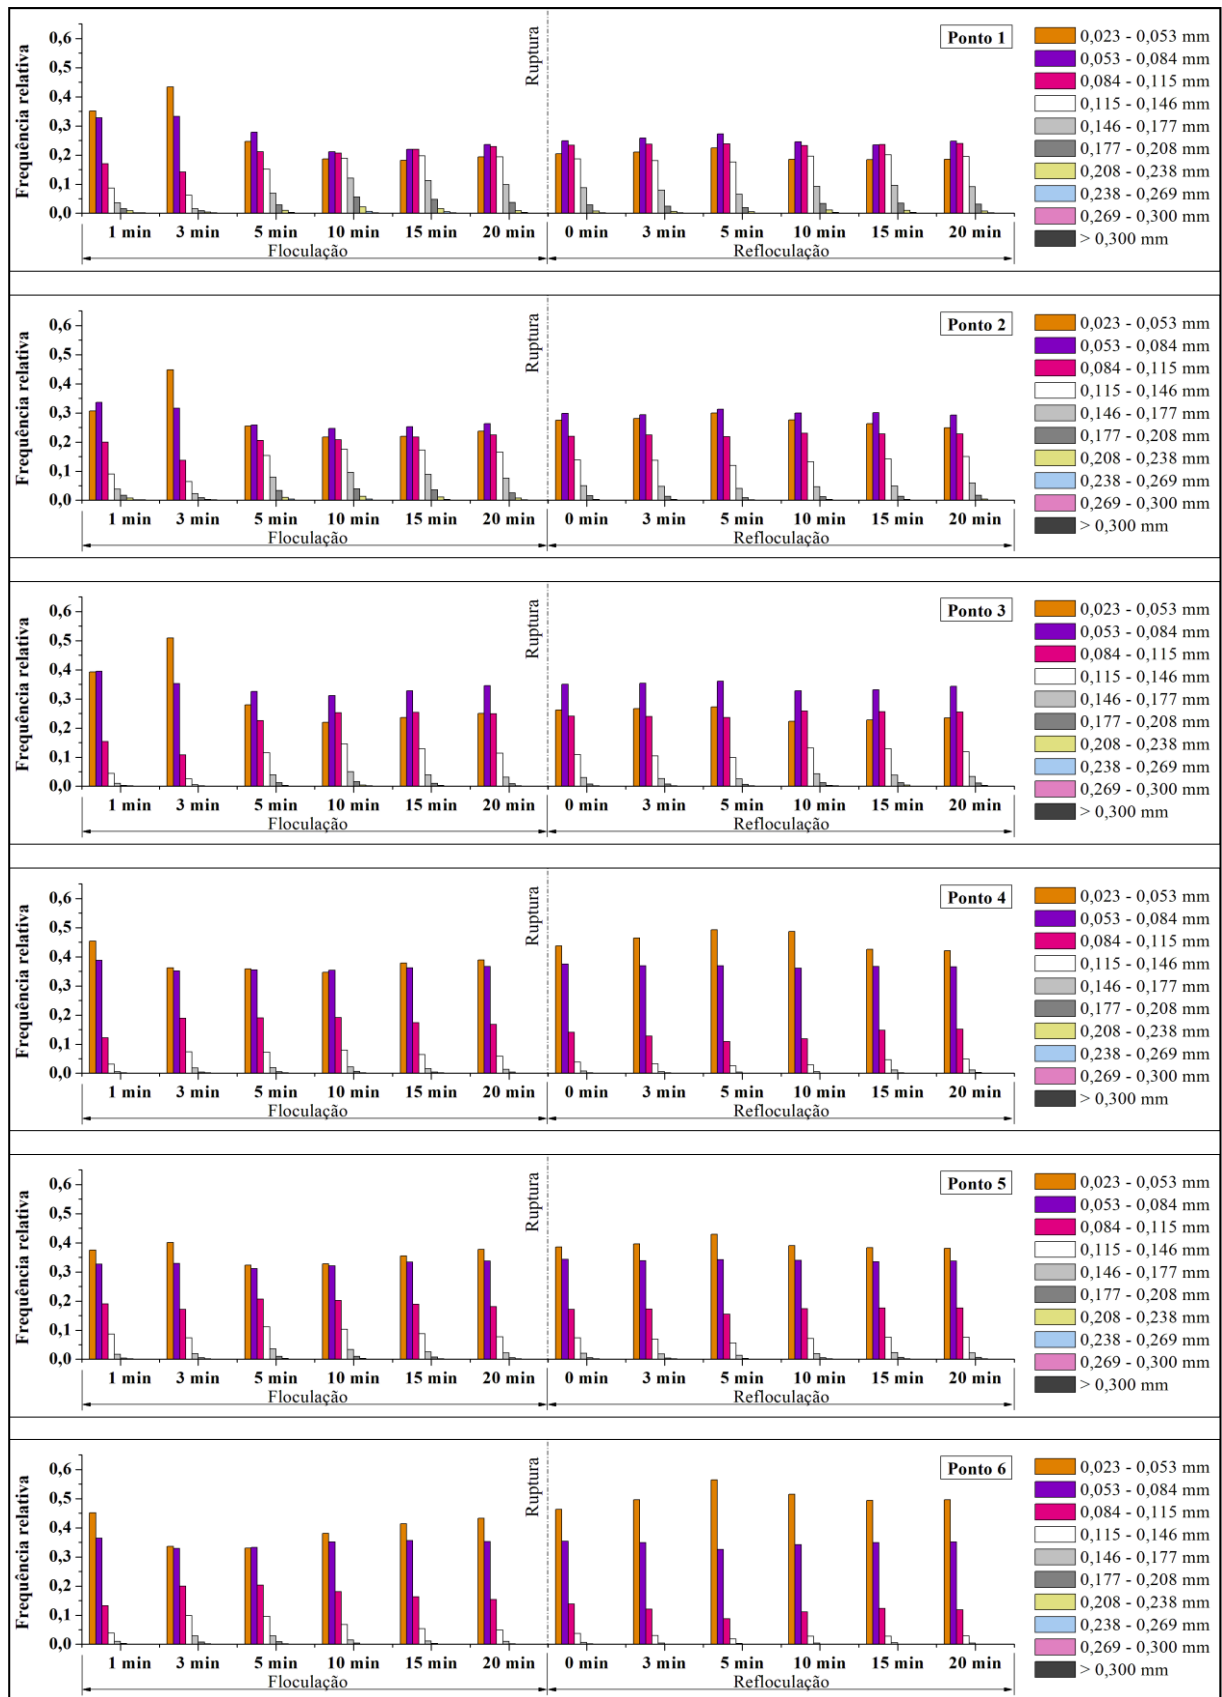 Ponto 1
Frequência relativa
0,6
0,5
0,4
0,3
0,2
0,1
0,0
Ruptura
1 min 3 min 5 min 10 min 15 min 20 min 0 min 3 min 5 min 10 min 15 min 20 min
Floculação Refloculação
0,023 - 0,053 mm
0,053 - 0,084 mm
0,084 - 0,115 mm
0,115 - 0,146 mm
0,146 - 0,177 mm
0,177 - 0,208 mm
0,208 - 0,238 mm
0,238 - 0,269 mm
0,269 - 0,300 mm
> 0,300 mm
Ponto 2
Frequência relativa
0,6
0,5
0,4
0,3
0,2
0,1
0,0
Ruptura
1 min 3 min 5 min 10 min 15 min 20 min 0 min 3 min 5 min 10 min 15 min 20 min
Floculação Refloculação
0,023 - 0,053 mm
0,053 - 0,084 mm
0,084 - 0,115 mm
0,115 - 0,146 mm
0,146 - 0,177 mm
0,177 - 0,208 mm
0,208 - 0,238 mm
0,238 - 0,269 mm
0,269 - 0,300 mm
> 0,300 mm
Ponto 3
Frequência relativa
0,6
0,5
0,4
0,3
0,2
0,1
0,0
Ruptura
1 min 3 min 5 min 10 min 15 min 20 min 0 min 3 min 5 min 10 min 15 min 20 min
Floculação Refloculação
0,023 - 0,053 mm
0,053 - 0,084 mm
0,084 - 0,115 mm
0,115 - 0,146 mm
0,146 - 0,177 mm
0,177 - 0,208 mm
0,208 - 0,238 mm
0,238 - 0,269 mm
0,269 - 0,300 mm
> 0,300 mm
Ponto 4
Frequência relativa
0,6
0,5
0,4
0,3
0,2
0,1
0,0
Ruptura
1 min 3 min 5 min 10 min 15 min 20 min 0 min 3 min 5 min 10 min 15 min 20 min
Floculação Refloculação
0,023 - 0,053 mm
0,053 - 0,084 mm
0,084 - 0,115 mm
0,115 - 0,146 mm
0,146 - 0,177 mm
0,177 - 0,208 mm
0,208 - 0,238 mm
0,238 - 0,269 mm
0,269 - 0,300 mm
> 0,300 mm
Ponto 5
Frequência relativa
0,6
0,5
0,4
0,3
0,2
0,1
0,0
Ruptura
1 min 3 min 5 min 10 min 15 min 20 min 0 min 3 min 5 min 10 min 15 min 20 min
Floculação Refloculação
0,023 - 0,053 mm
0,053 - 0,084 mm
0,084 - 0,115 mm
0,115 - 0,146 mm
0,146 - 0,177 mm
0,177 - 0,208 mm
0,208 - 0,238 mm
0,238 - 0,269 mm
0,269 - 0,300 mm
> 0,300 mm
Ponto 6
Frequência relativa
0,6
0,5
0,4
0,3
0,2
0,1
0,0
Ruptura
1 min 3 min 5 min 10 min 15 min 20 min 0 min 3 min 5 min 10 min 15 min 20 min
Floculação Refloculação
0,023 - 0,053 mm
0,053 - 0,084 mm
0,084 - 0,115 mm
0,115 - 0,146 mm
0,146 - 0,177 mm
0,177 - 0,208 mm
0,208 - 0,238 mm
0,238 - 0,269 mm
0,269 - 0,300 mm
> 0,300 mm